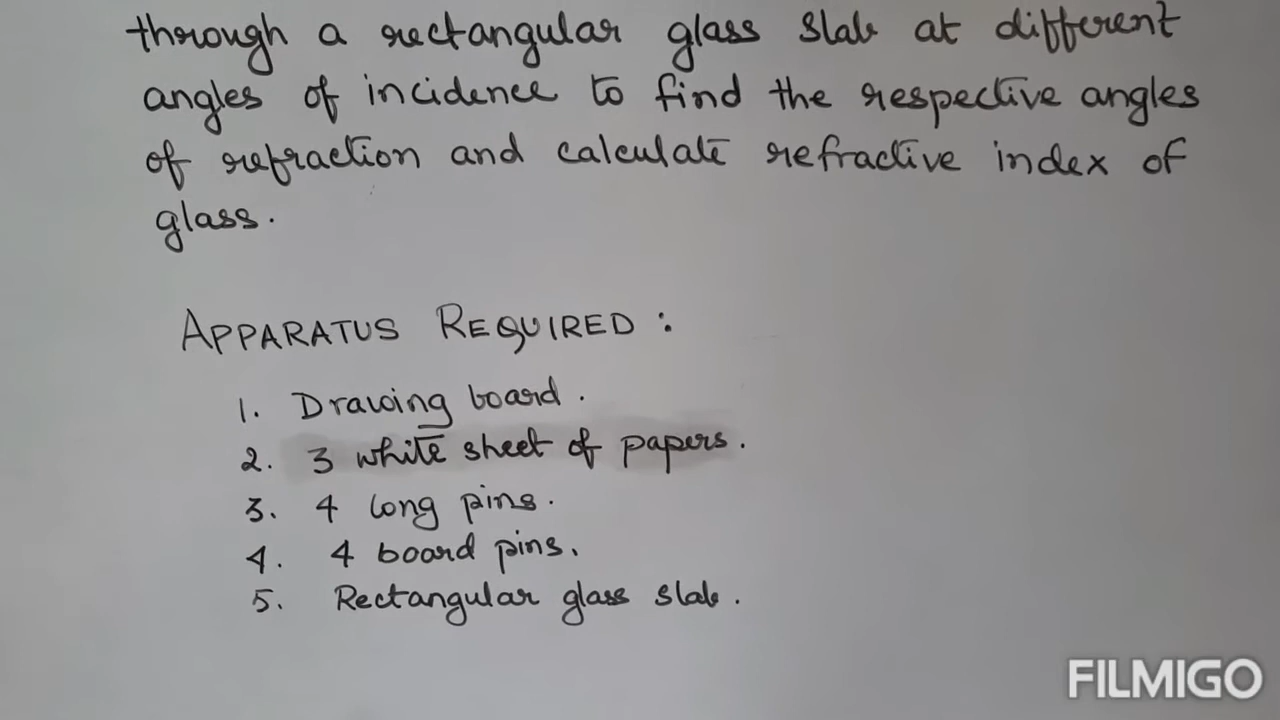 through a rectangular glass slab at different
angles of incidence to find the respective angles
of refraction and calculate refractive index of
glass.
APPARATUS REQUIRED :
1. Drawing board.
2. 3 white sheet of papers.
3. 4 long pins.
4. 4 board pins.
5. Rectangular glass slab.
FILMIGO